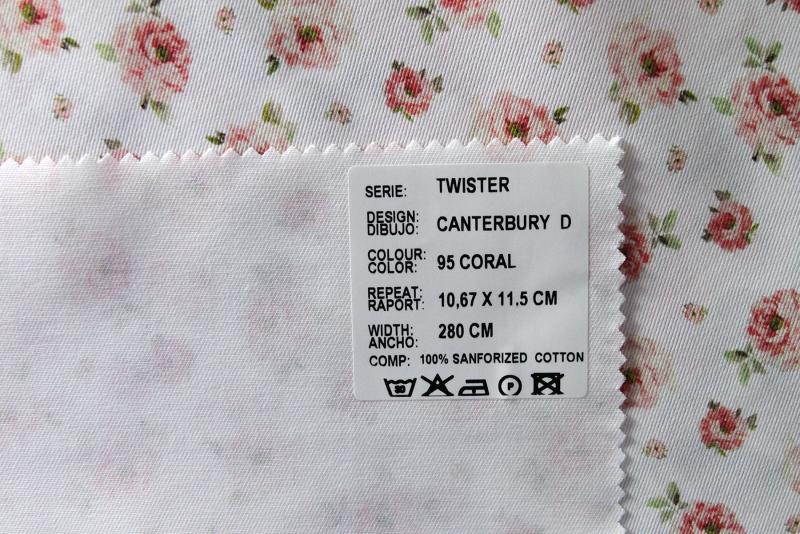 SERIE: TWISTER
DESIGN:
DIBUJO: CANTERBURY D
COLOUR:
COLOR: 95 CORAL
REPEAT:
RAPORT: 10,67 X 11.5 CM
WIDTH:
ANCHO: 280 CM
COMP: 100% SANFORIZED COTTON
30 P